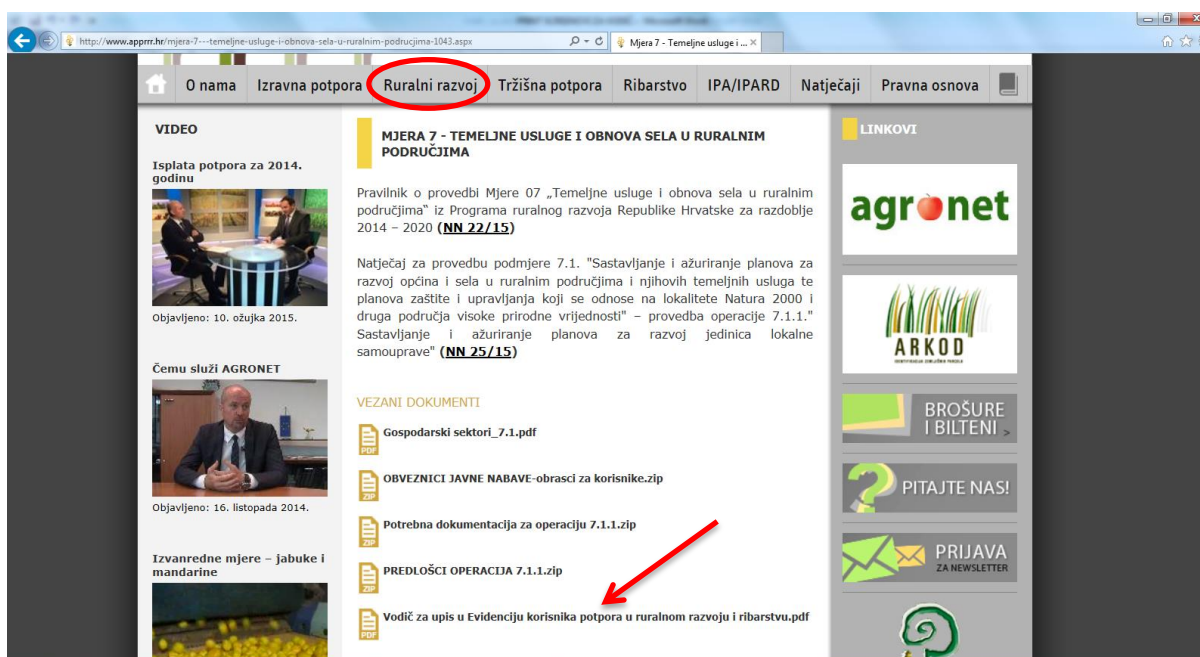 http://www.apprrr.hr/mjera-7---temeljne-usluge-i-obnova-sela-u-ruralnim-podrucjima-1043.aspx
Mjera 7 - Temeljne usluge i ...
O nama
Izravna potpora
Ruralni razvoj
Tržišna potpora
Ribarstvo
IPA/IPARD
Natječaji
Pravna osnova
VIDEO
Isplata potpora za 2014.
godinu
Objavljeno: 10. ožujka 2015.
Čemu služi AGRONET
Objavljeno: 16. listopada 2014.
Izvanredne mjere – jabuke i
mandarine
MJERA 7 - TEMELJNE USLUGE I OBNOVA SELA U RURALNIM
PODRUČJIMA
Pravilnik o provedbi Mjere 07 „Temeljne usluge i obnova sela u ruralnim
područjima“ iz Programa ruralnog razvoja Republike Hrvatske za razdoblje
2014 – 2020 (NN 22/15)
Natječaj za provedbu podmjere 7.1. "Sastavljanje i ažuriranje planova za
razvoj općina i sela u ruralnim područjima i njihovih temeljnih usluga te
planova zaštite i upravljanja koji se odnose na lokalitete Natura 2000 i
druga područja visoke prirodne vrijednosti" – provedba operacije 7.1.1."
Sastavljanje i ažuriranje planova za razvoj jedinica lokalne
samouprave" (NN 25/15)
VEZANI DOKUMENTI
PDF
Gospodarski sektori_7.1.pdf
ZIP
OBVEZNICI JAVNE NABAVE-obrasci za korisnike.zip
ZIP
Potrebna dokumentacija za operaciju 7.1.1.zip
ZIP
PREDLOŠCI OPERACIJA 7.1.1.zip
PDF
Vodič za upis u Evidenciju korisnika potpora u ruralnom razvoju i ribarstvu.pdf
LINKOVI
agronet
ARKOD
BROŠURE
I BILTENI >
PITAJTE NAS!
PRIJAVA
ZA NEWSLETTER